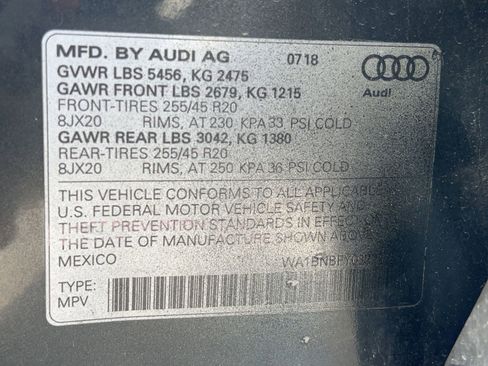 MFD. BY AUDI AG 0718
GVWR LBS 5456, KG 2475
GAWR FRONT LBS 2679, KG 1215
FRONT-TIRES 255/45 R20
8JX20 RIMS, AT 230 KPA 33 PSI COLD
GAWR REAR LBS 3042, KG 1380
REAR-TIRES 255/45 R20
8JX20 RIMS, AT 250 KPA 36 PSI COLD
Audi
THIS VEHICLE CONFORMS TO ALL APPLICABLE
U.S. FEDERAL MOTOR VEHICLE SAFETY AND
THEFT PREVENTION STANDARDS IN EFFECT
THE DATE OF MANUFACTURE SHOWN
MEXICO
TYPE:
MPV